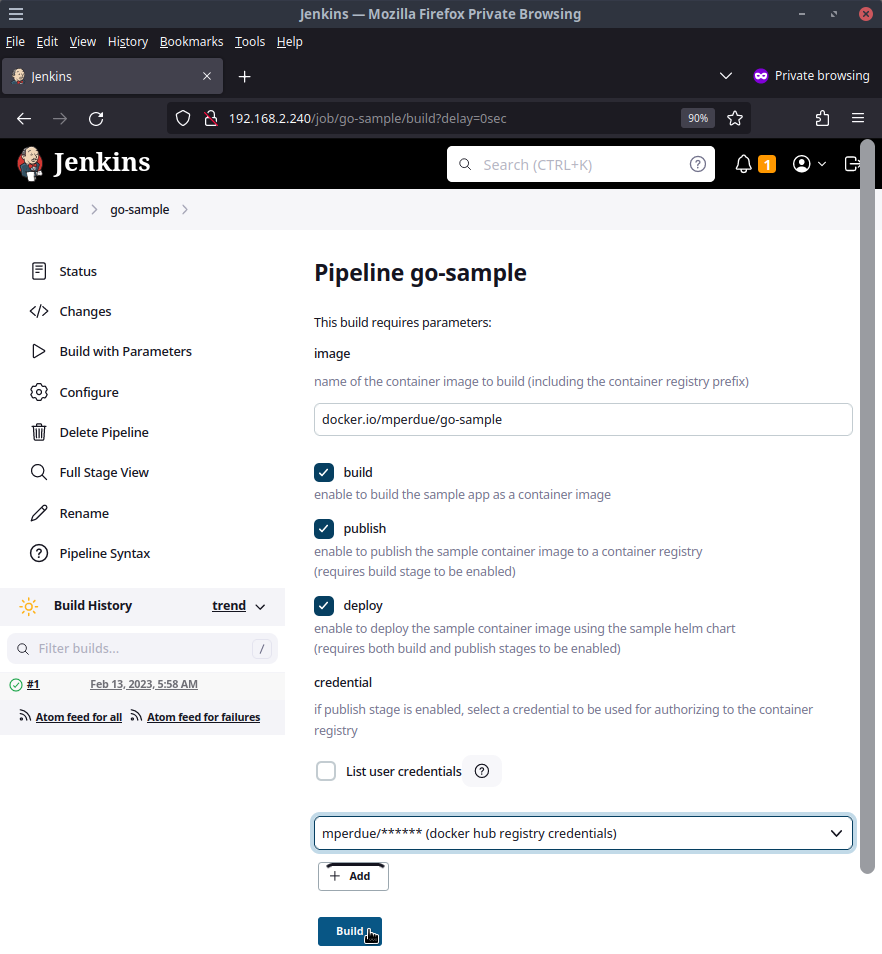 Jenkins — Mozilla Firefox Private Browsing
File Edit View History Bookmarks Tools Help
Jenkins
Private browsing
192.168.2.240/job/go-sample/build?delay=0sec
90%
Jenkins
Search (CTRL+K)
1
Dashboard
go-sample
Status
Changes
Build with Parameters
Configure
Delete Pipeline
Full Stage View
Rename
Pipeline Syntax
Build History
trend
Filter builds...
/
#1
Feb 13, 2023, 5:58 AM
Atom feed for all
Atom feed for failures
Pipeline go-sample
This build requires parameters:
image
name of the container image to build (including the container registry prefix)
docker.io/mperdue/go-sample
build
enable to build the sample app as a container image
publish
enable to publish the sample container image to a container registry
(requires build stage to be enabled)
deploy
enable to deploy the sample container image using the sample helm chart
(requires both build and publish stages to be enabled)
credential
if publish stage is enabled, select a credential to be used for authorizing to the container
registry
List user credentials
mperdue/****** (docker hub registry credentials)
Add
Build